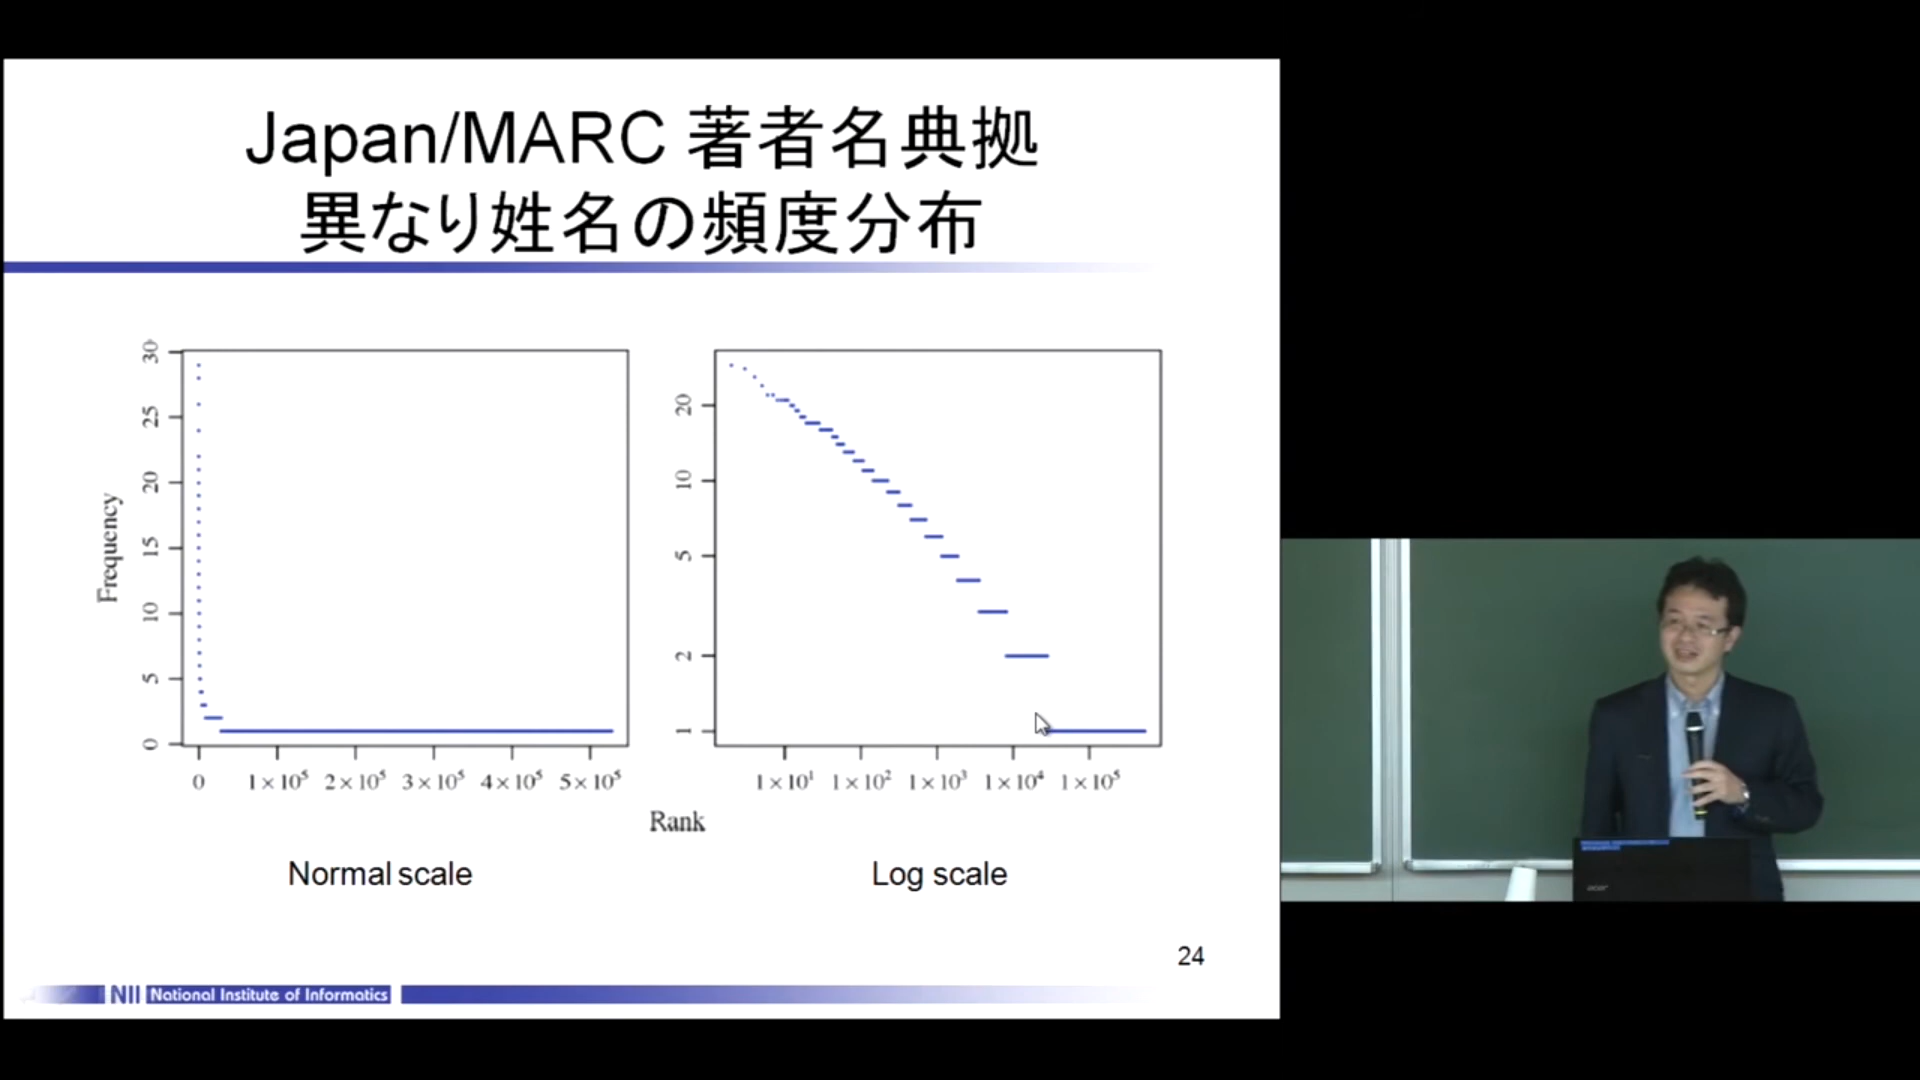 Japan/MARC 著者名典拠
異なり姓名の頻度分布
Frequency
30
25
20
15
10
5
0
0 1×10⁵ 2×10⁵ 3×10⁵ 4×10⁵ 5×10⁵
20
10
5
2
1
1×10¹ 1×10² 1×10³ 1×10⁴ 1×10⁵
Rank
Normal scale
Log scale
24
NII National Institute of Informatics
acer